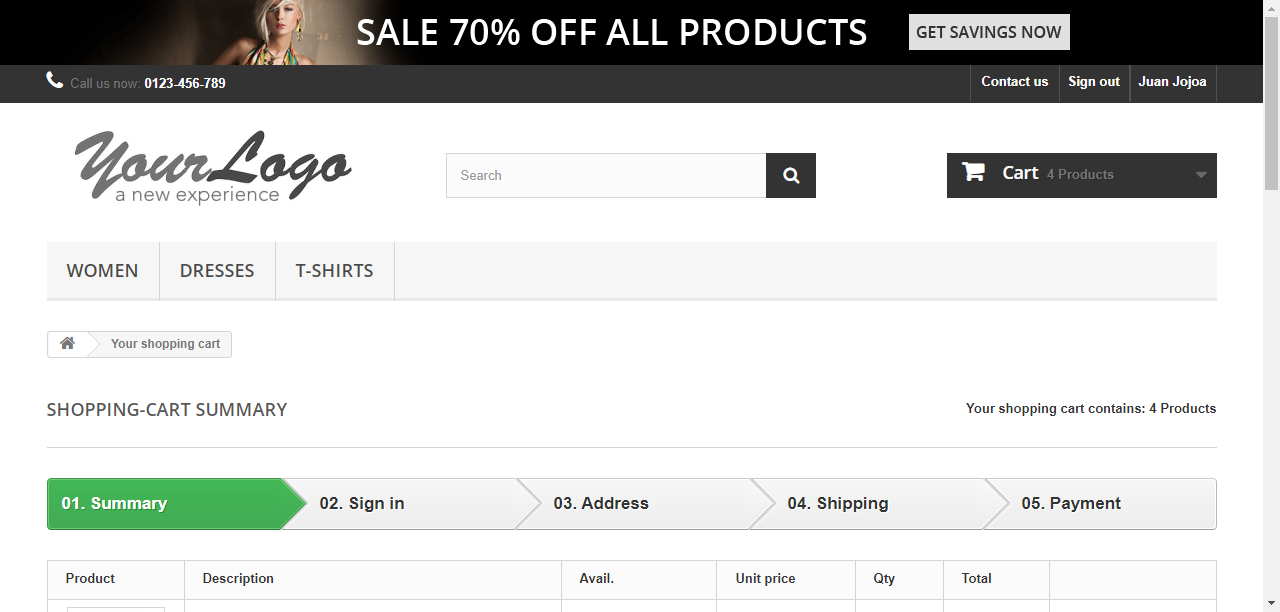 SALE 70% OFF ALL PRODUCTS GET SAVINGS NOW
Call us now: 0123-456-789 Contact us Sign out Juan Jojoa
YourLogo
a new experience
Search
Cart 4 Products
WOMEN DRESSES T-SHIRTS
Your shopping cart
SHOPPING-CART SUMMARY Your shopping cart contains: 4 Products
01. Summary 02. Sign in 03. Address 04. Shipping 05. Payment
Product Description Avail. Unit price Qty Total